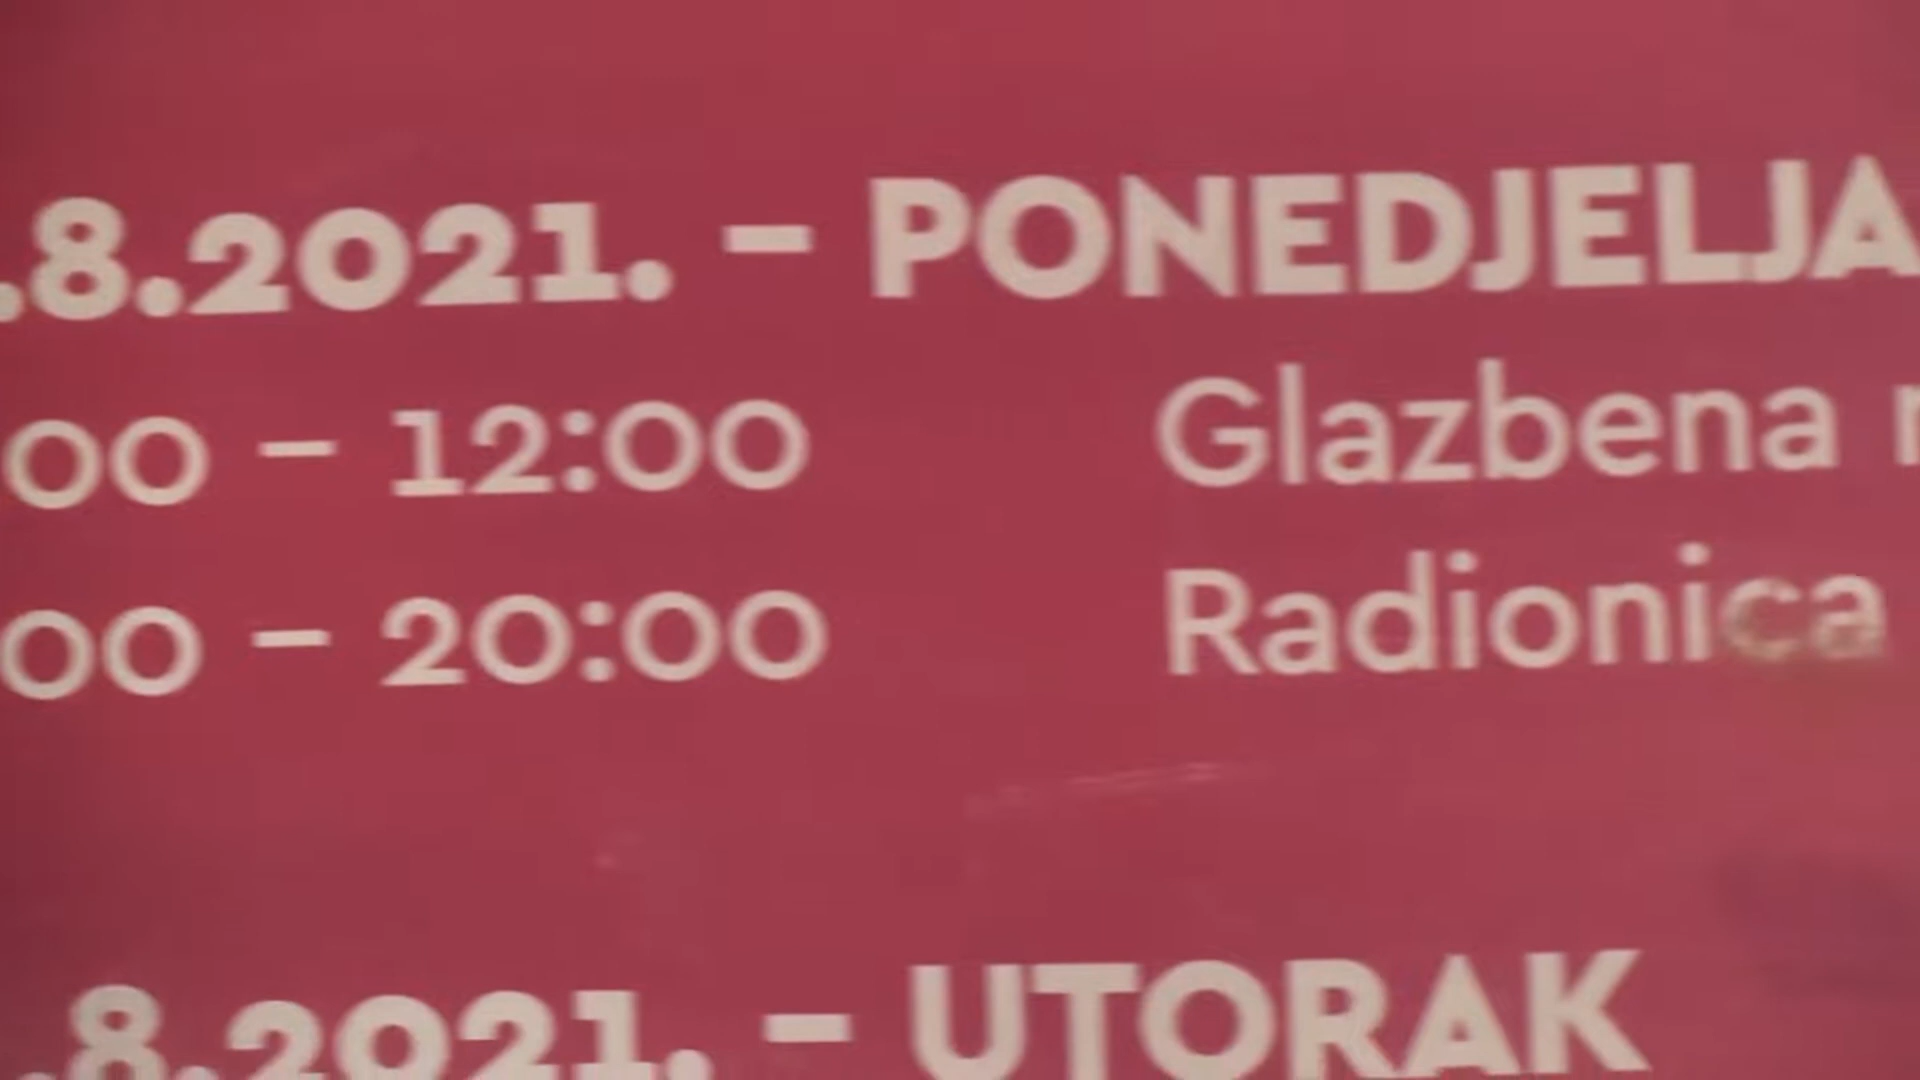 .8.2021. – PONEDJELJA
00 – 12:00 Glazbena
00 – 20:00 Radionica
.8.2021. – UTORAK